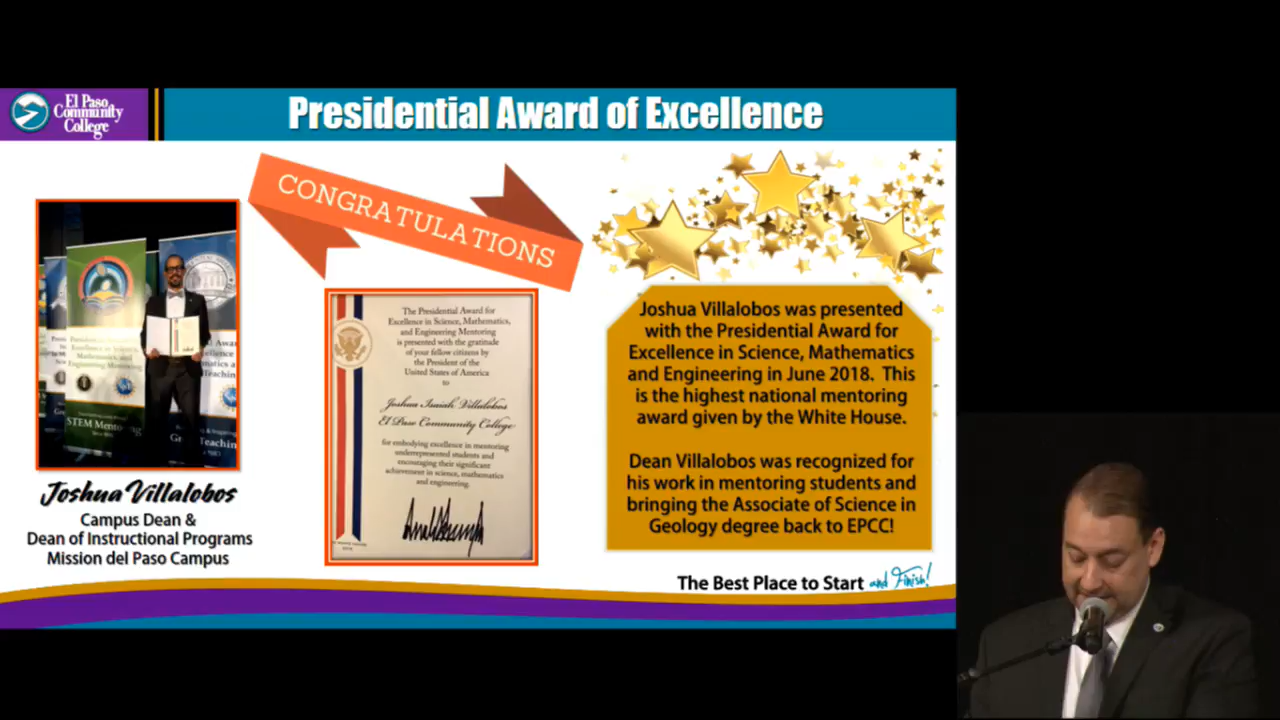 El Paso
Community
College
Presidential Award of Excellence
CONGRATULATIONS
STEM Mento
The Presidential Award for
Excellence in Science, Mathematics,
and Engineering Mentoring
is presented with the gratitude
of your fellow citizens by
the President of the
United States of America
to
Joshua Isaiah Villalobos
El Paso Community College
for embodying excellence in mentoring
underrepresented students and
encouraging their significant
achievement in science, mathematics
and engineering.
Joshua Villalobos
Campus Dean &
Dean of Instructional Programs
Mission del Paso Campus
Joshua Villalobos was presented
with the Presidential Award for
Excellence in Science, Mathematics
and Engineering in June 2018. This
is the highest national mentoring
award given by the White House.
Dean Villalobos was recognized for
his work in mentoring students and
bringing the Associate of Science in
Geology degree back to EPCC!
The Best Place to Start and Finish!